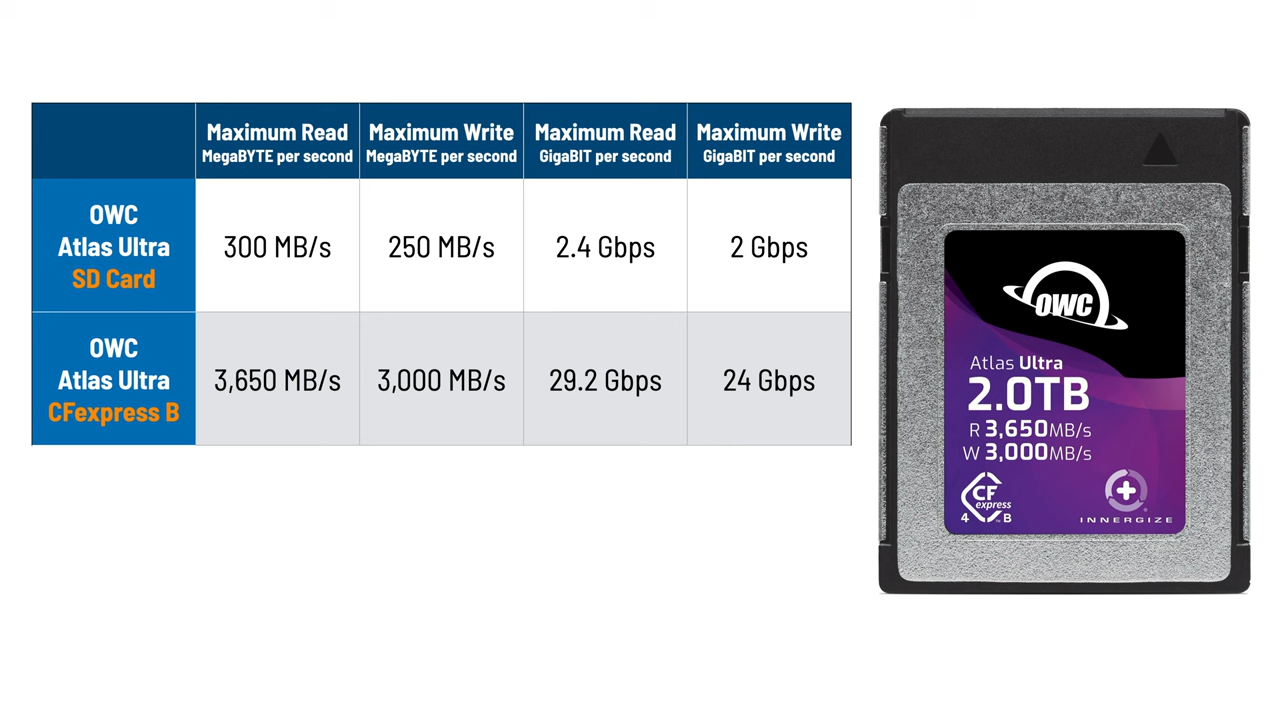 Maximum Read
MegaBYTE per second
Maximum Write
MegaBYTE per second
Maximum Read
GigaBIT per second
Maximum Write
GigaBIT per second
OWC
Atlas Ultra
SD Card
300 MB/s
250 MB/s
2.4 Gbps
2 Gbps
OWC
Atlas Ultra
CFexpress B
3,650 MB/s
3,000 MB/s
29.2 Gbps
24 Gbps
OWC
Atlas Ultra
2.0TB
R 3,650MB/s
W 3,000MB/s
CF
express
4 ™ B
INNERGIZE